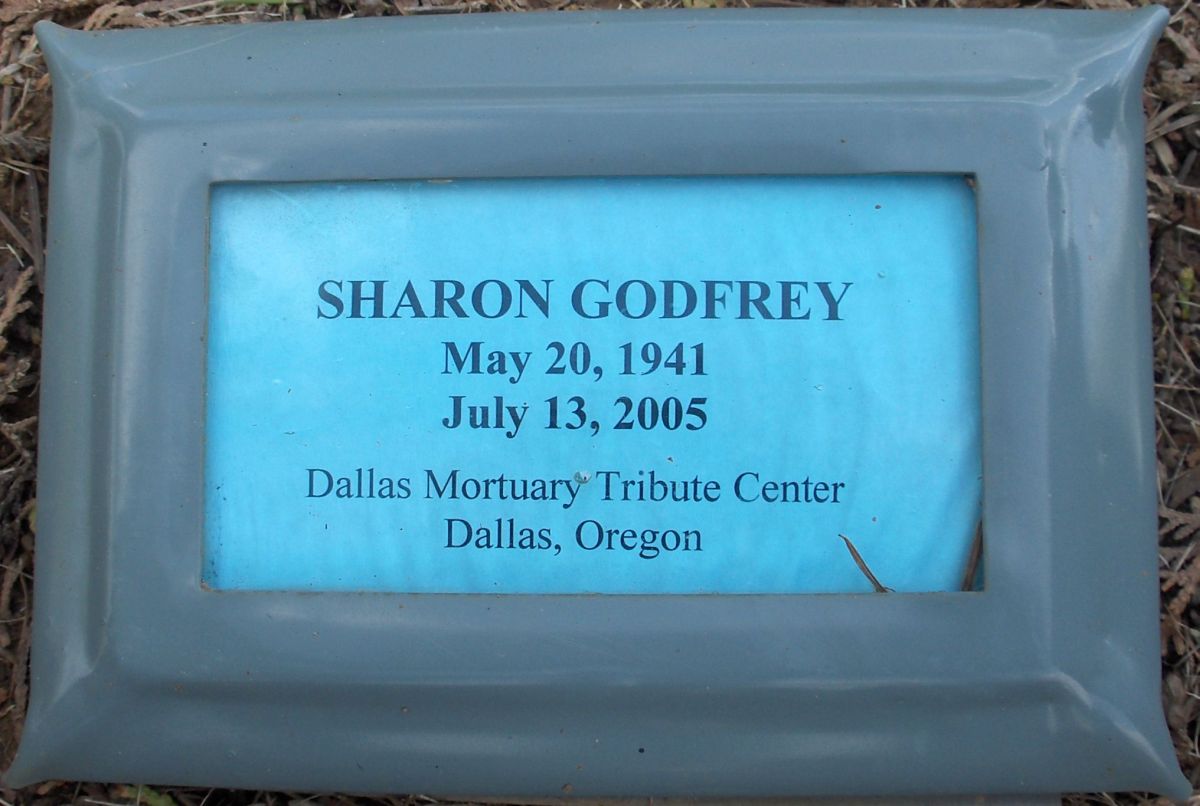 SHARON GODFREY
May 20, 1941
July 13, 2005
Dallas Mortuary Tribute Center
Dallas, Oregon